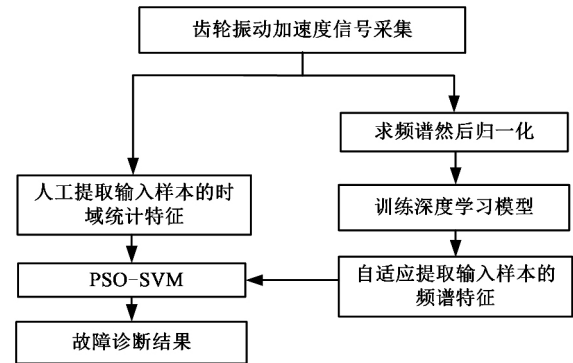 齿轮振动加速度信号采集
求频谱然后归一化
人工提取输入样本的时
域统计特征
训练深度学习模型
PSO-SVM
自适应提取输入样本的
频谱特征
故障诊断结果